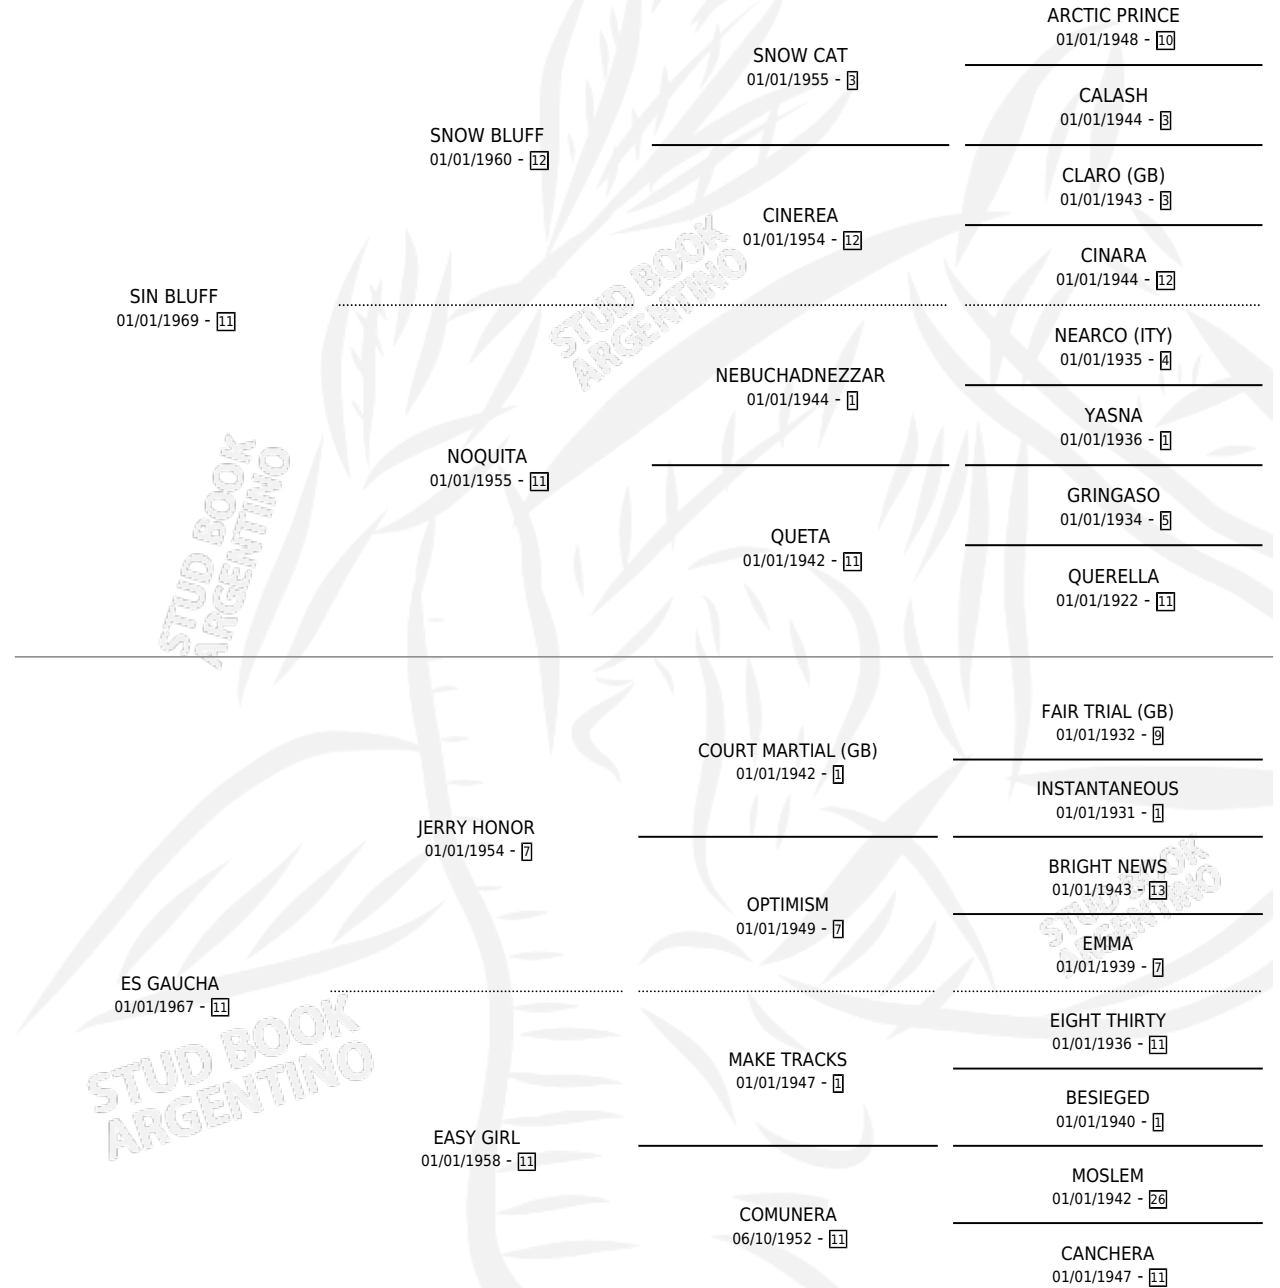 ARCTIC PRINCE
01/01/1948 - 10
SNOW CAT
01/01/1955 - 3
CALASH
01/01/1944 - 3
SNOW BLUFF
01/01/1960 - 12
CLARO (GB)
01/01/1943 - 3
CINEREA
01/01/1954 - 12
CINARA
01/01/1944 - 12
SIN BLUFF
01/01/1969 - 11
NEARCO (ITY)
01/01/1935 - 4
NEBUCHADNEZZAR
01/01/1944 - 1
YASNA
01/01/1936 - 1
NOQUITA
01/01/1955 - 11
GRINGASO
01/01/1934 - 5
QUETA
01/01/1942 - 11
QUERELLA
01/01/1922 - 11
FAIR TRIAL (GB)
01/01/1932 - 9
COURT MARTIAL (GB)
01/01/1942 - 1
INSTANTANEOUS
01/01/1931 - 1
JERRY HONOR
01/01/1954 - 7
BRIGHT NEWS
01/01/1943 - 13
OPTIMISM
01/01/1949 - 7
EMMA
01/01/1939 - 7
ES GAUCHA
01/01/1967 - 11
EIGHT THIRTY
01/01/1936 - 11
MAKE TRACKS
01/01/1947 - 1
BESIEGED
01/01/1940 - 1
EASY GIRL
01/01/1958 - 11
MOSLEM
01/01/1942 - 26
COMUNERA
06/10/1952 - 11
CANCHERA
01/01/1947 - 11
STUD BOOK
ARGENTINO
STUD BOOK
ARGENTINO
STUD BOOK
ARGENTINO
STUD BOOK
ARGENTINO